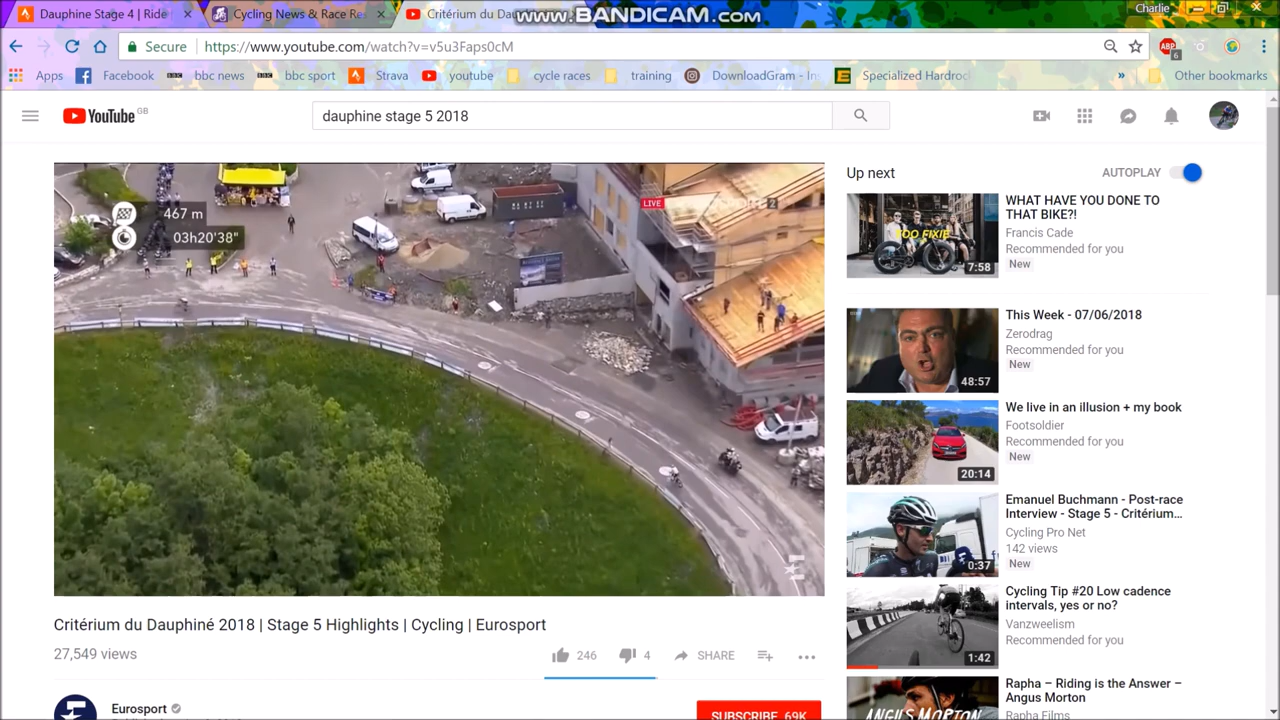 Dauphine Stage 4 | Ride
Cycling News & Race Re
Critérium du Da
www.BANDICAM.com
Charlie
Secure
https://www.youtube.com/watch?v=v5u3Faps0cM
ABP
6
Apps
Facebook
bbc news
bbc sport
Strava
youtube
cycle races
training
DownloadGram - In
Specialized Hardroc
»
Other bookmarks
YouTube GB
dauphine stage 5 2018
467 m
03h20'38"
LIVE
Up next
AUTOPLAY
TOO FIXIE
7:58
WHAT HAVE YOU DONE TO
THAT BIKE?!
Francis Cade
Recommended for you
New
48:57
This Week - 07/06/2018
Zerodrag
Recommended for you
New
20:14
We live in an illusion + my book
Footsoldier
Recommended for you
New
0:37
Emanuel Buchmann - Post-race
Interview - Stage 5 - Critérium...
Cycling Pro Net
142 views
New
1:42
Cycling Tip #20 Low cadence
intervals, yes or no?
Vanzweelism
Recommended for you
ANGUS MORTON
Rapha – Riding is the Answer –
Angus Morton
Rapha Films
Critérium du Dauphiné 2018 | Stage 5 Highlights | Cycling | Eurosport
27,549 views
246
4
SHARE
Eurosport
SUBSCRIBE 69K